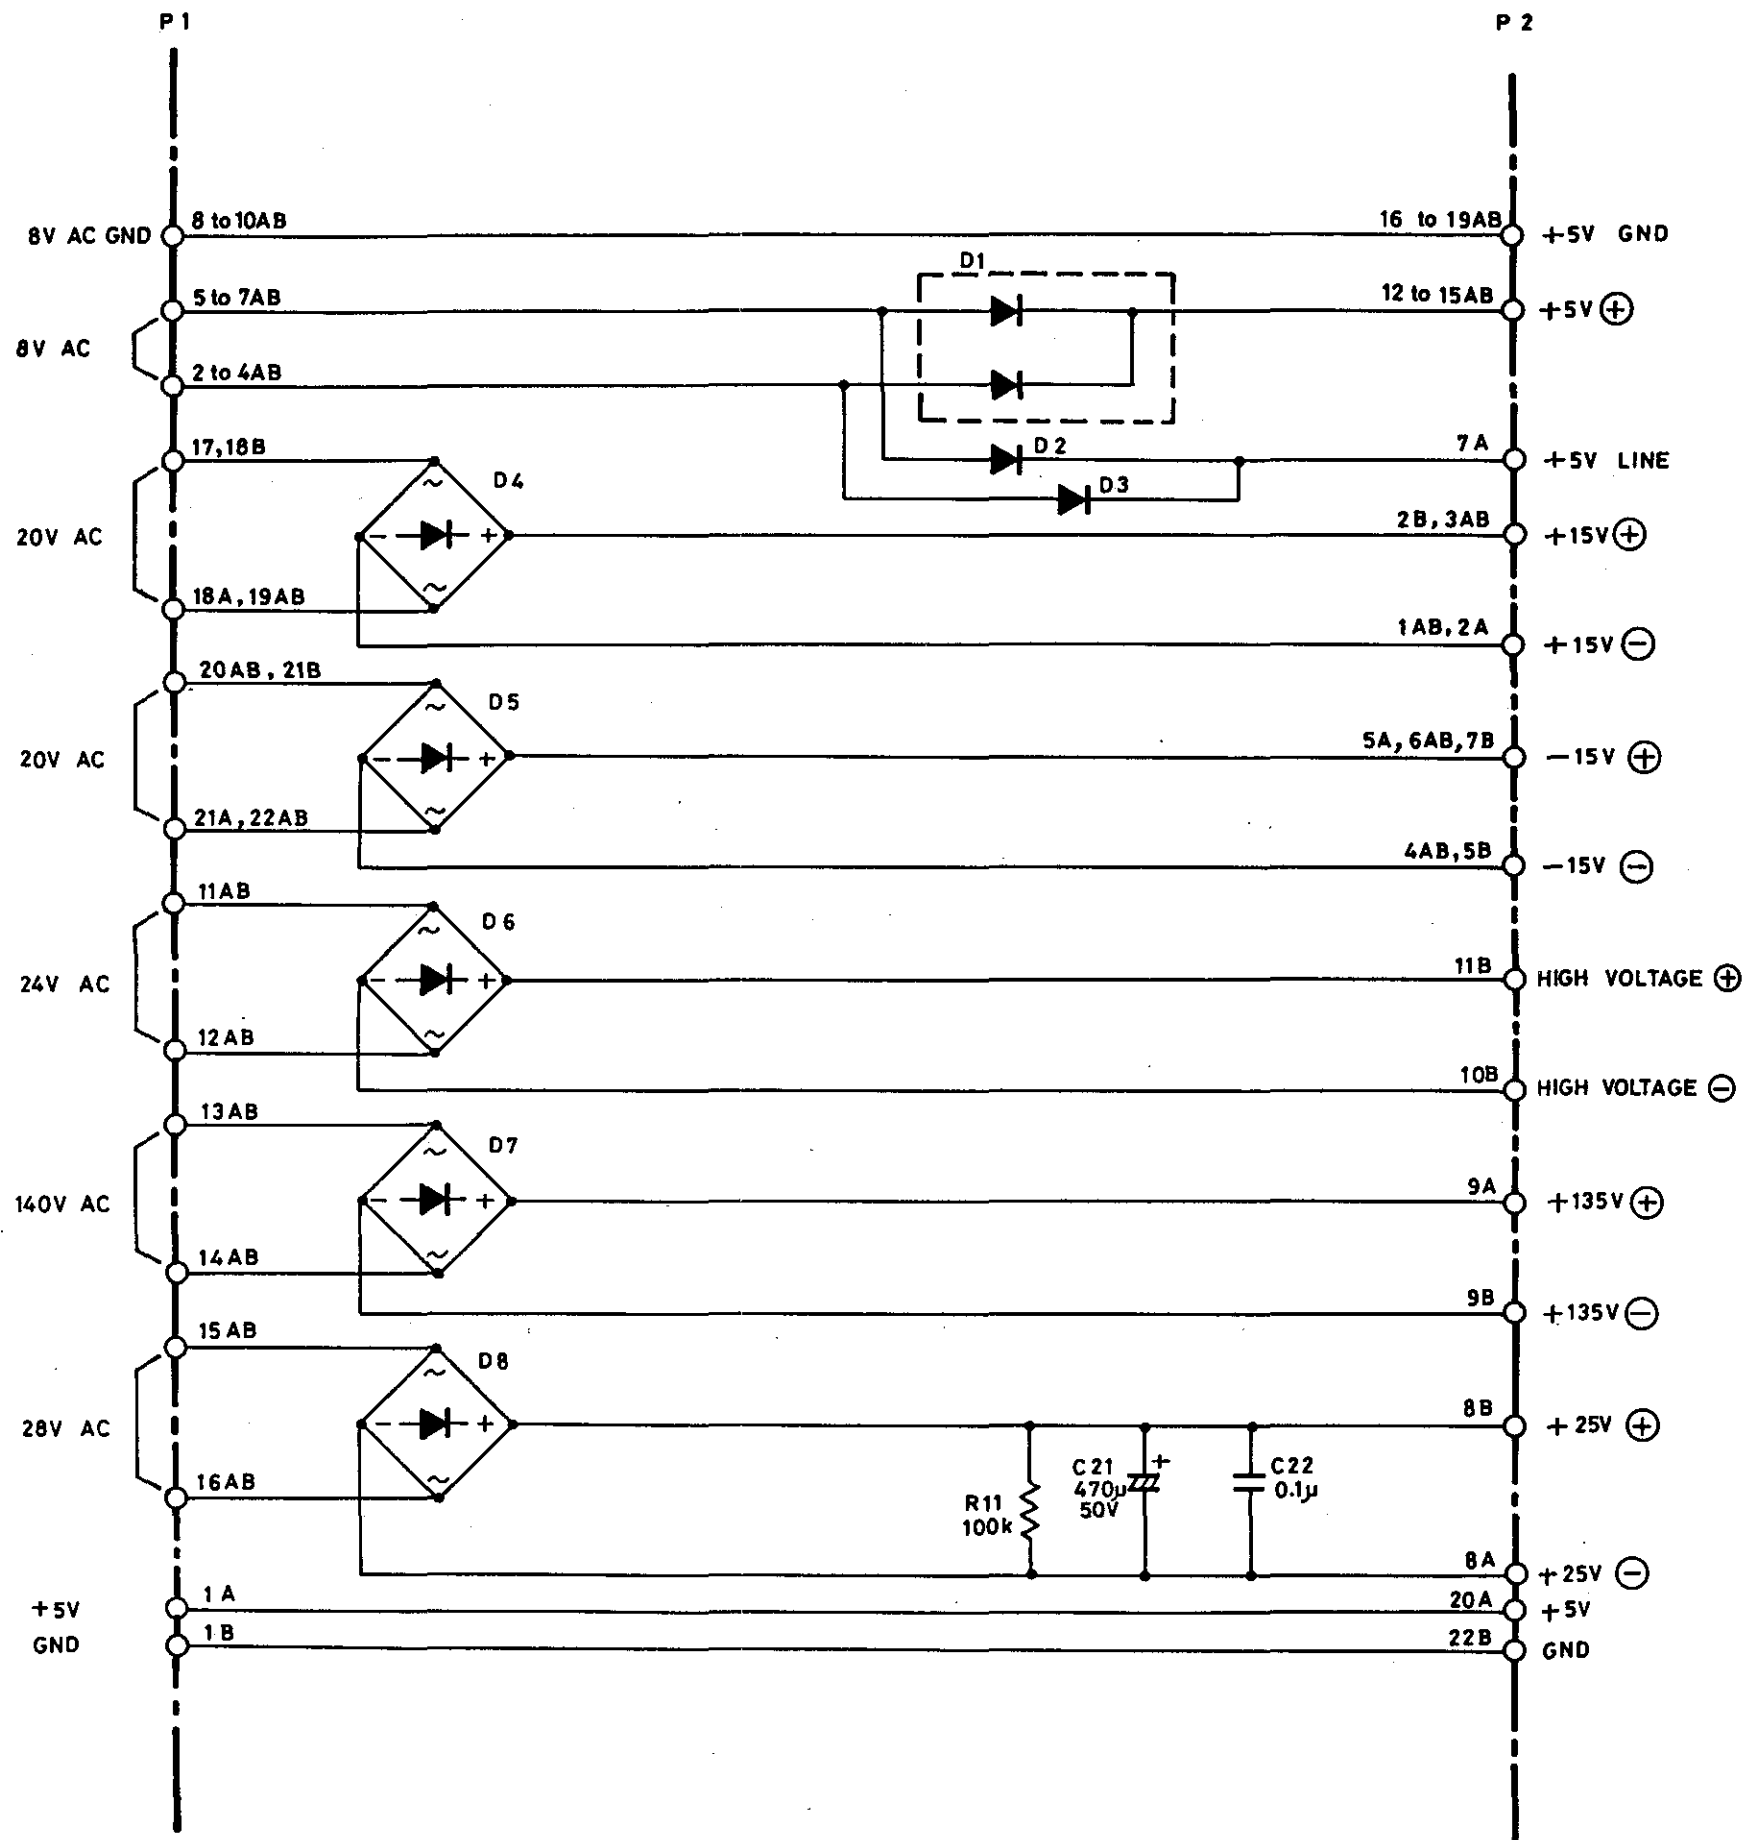 P1
P2
8V AC GND
8 to 10AB
16 to 19AB
+5V GND
D1
5 to 7AB
12 to 15AB
+5V ⊕
8V AC
2 to 4AB
17,18B
D2
7A
+5V LINE
D4
D3
20V AC
~
- +
~
2B, 3AB
+15V ⊕
18A, 19AB
1AB, 2A
+15V ⊖
20AB, 21B
D5
20V AC
~
- +
~
5A, 6AB, 7B
-15V ⊕
21A, 22AB
4AB, 5B
-15V ⊖
11AB
D6
24V AC
~
- +
~
11B
HIGH VOLTAGE ⊕
12AB
10B
HIGH VOLTAGE ⊖
13AB
D7
140V AC
~
- +
~
9A
+135V ⊕
14AB
9B
+135V ⊖
15AB
D8
28V AC
~
- +
~
8B
+25V ⊕
16AB
R11
100k
C21
470μ
50V
+
C22
0.1μ
8A
+25V ⊖
+5V
1A
20A
+5V
GND
1B
22B
GND